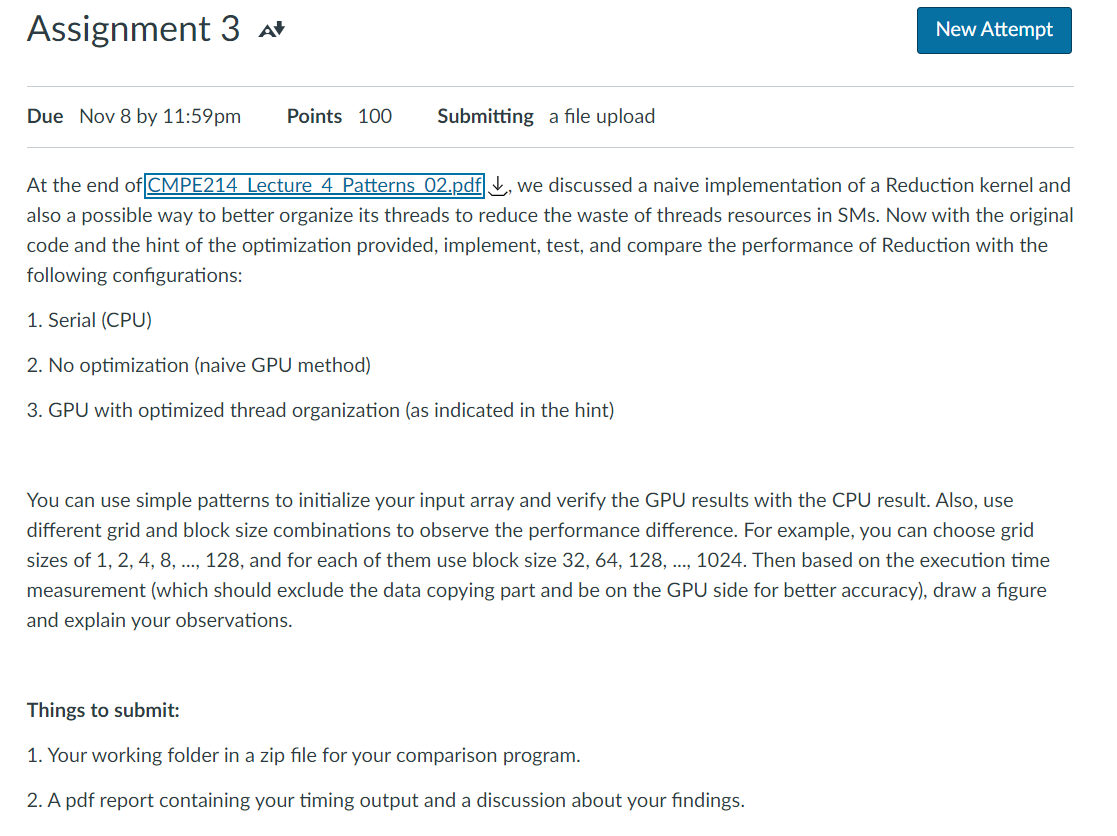 Assignment 3
New Attempt
Due Nov 8 by 11:59pm Points 100 Submitting a file upload
At the end of CMPE214_Lecture_4_Patterns_02.pdf, we discussed a naive implementation of a Reduction kernel and
also a possible way to better organize its threads to reduce the waste of threads resources in SMs. Now with the original
code and the hint of the optimization provided, implement, test, and compare the performance of Reduction with the
following configurations:
1. Serial (CPU)
2. No optimization (naive GPU method)
3. GPU with optimized thread organization (as indicated in the hint)
You can use simple patterns to initialize your input array and verify the GPU results with the CPU result. Also, use
different grid and block size combinations to observe the performance difference. For example, you can choose grid
sizes of 1, 2, 4, 8, ..., 128, and for each of them use block size 32, 64, 128, ..., 1024. Then based on the execution time
measurement (which should exclude the data copying part and be on the GPU side for better accuracy), draw a figure
and explain your observations.
Things to submit:
1. Your working folder in a zip file for your comparison program.
2. A pdf report containing your timing output and a discussion about your findings.